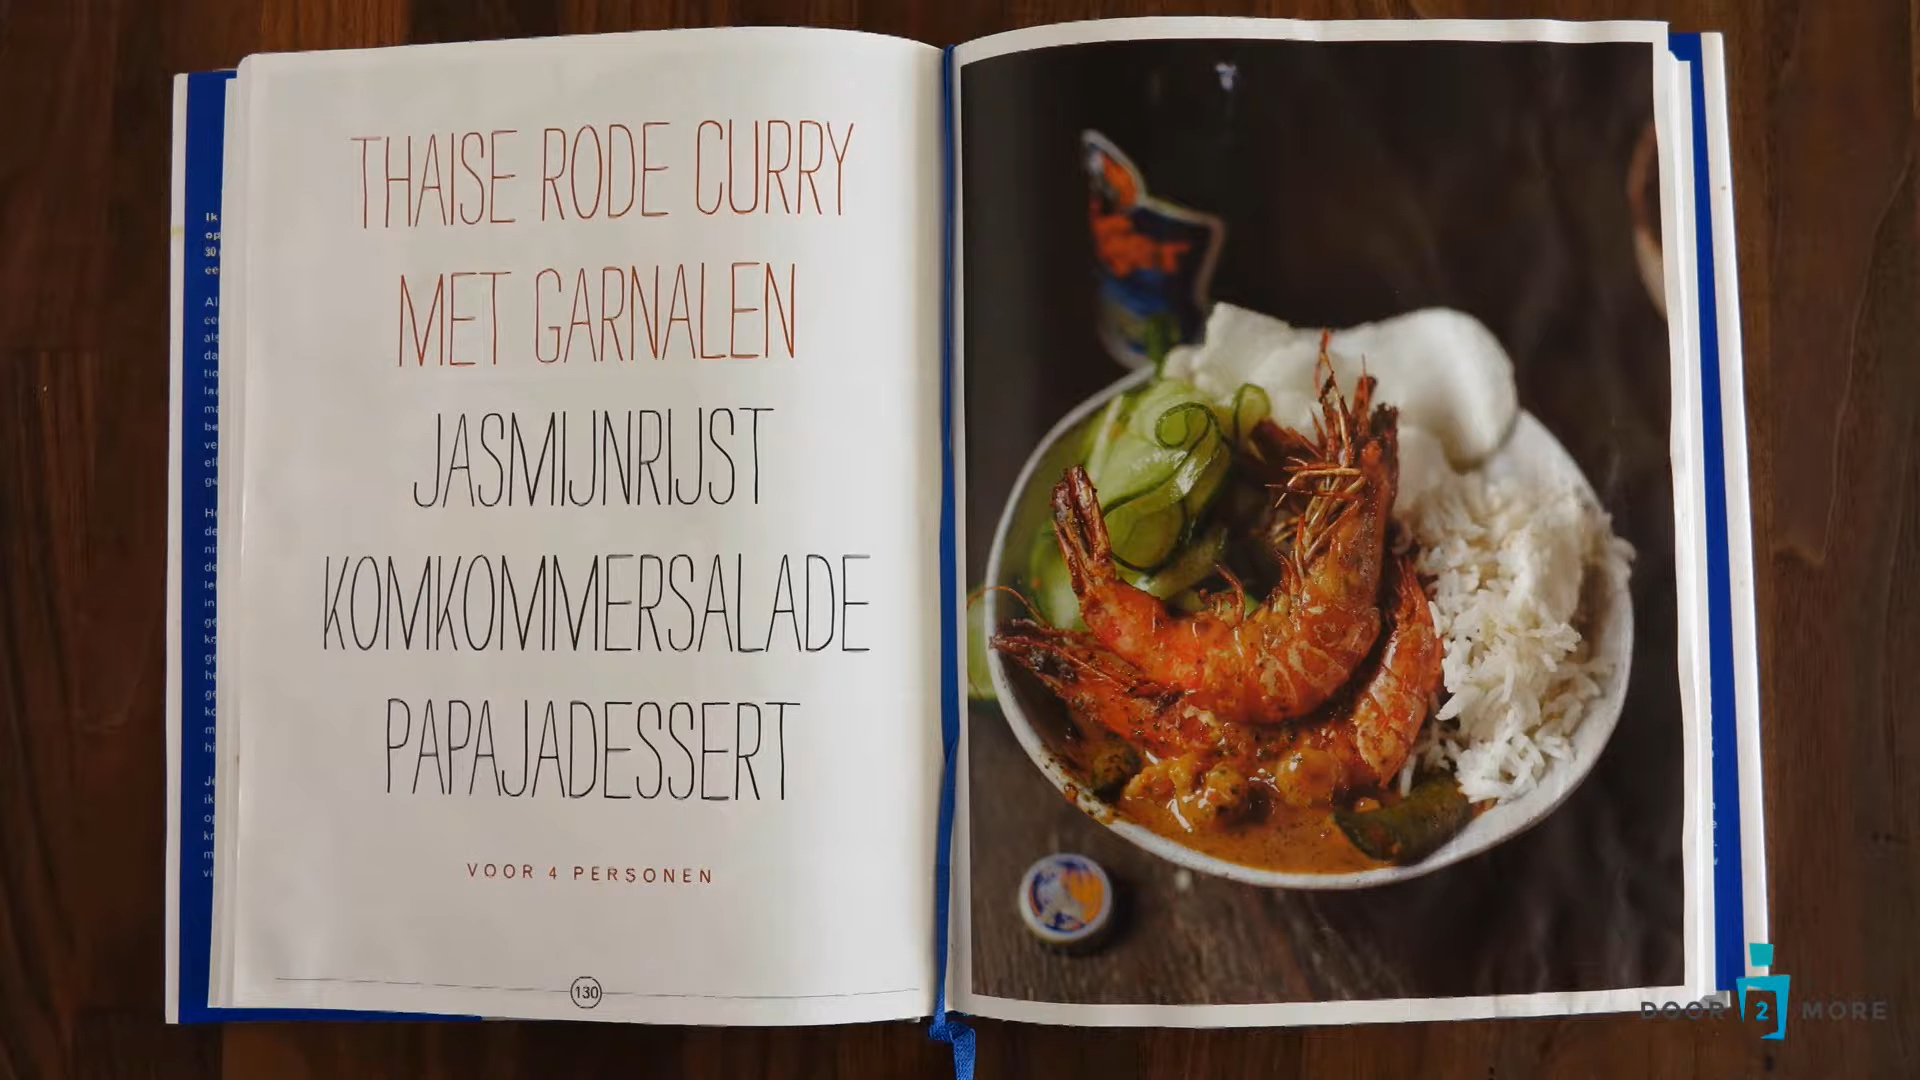 THAISE RODE CURRY
MET GARNALEN
JASMIJNRIJST
KOMKOMMERSALADE
PAPAJADESSERT
VOOR 4 PERSONEN
130
DOOR 2 MORE